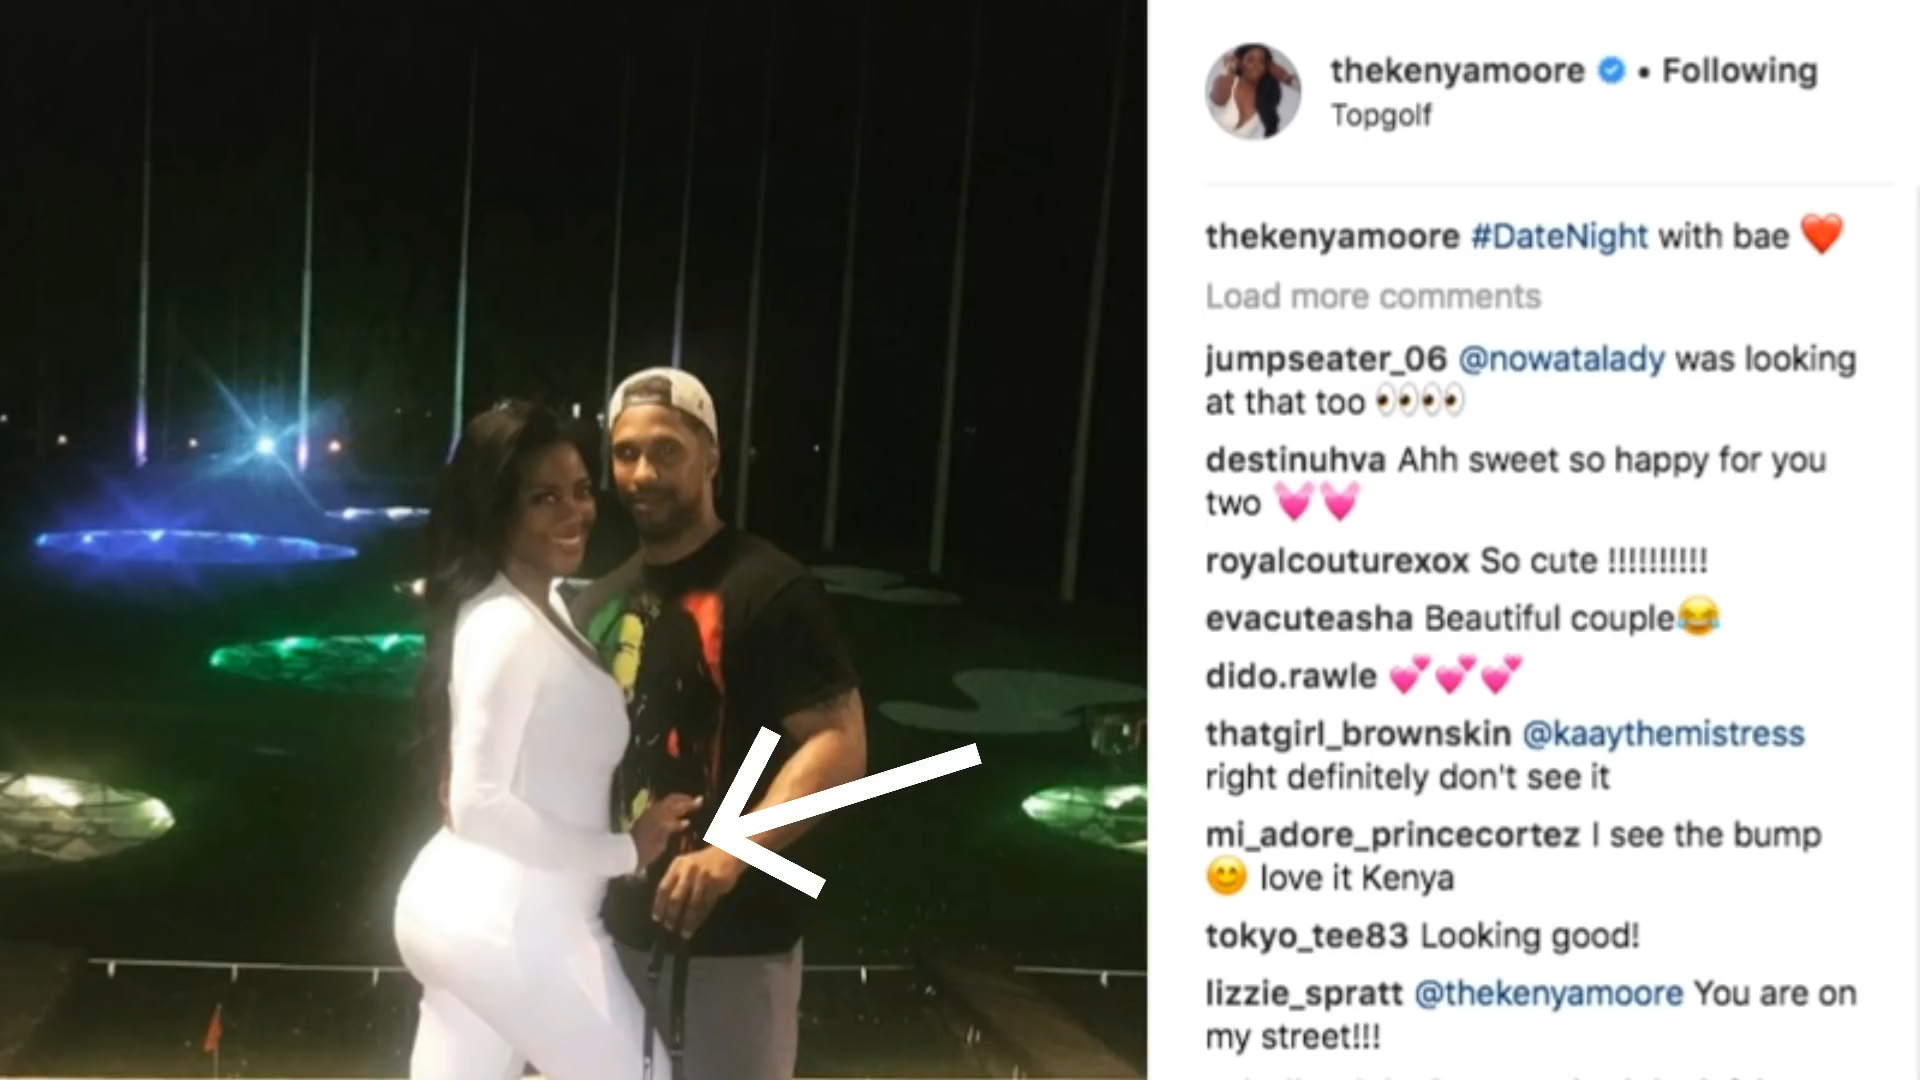 thekenyamoore • Following
Topgolf
thekenyamoore #DateNight with bae ❤️
Load more comments
jumpseater_06 @nowatalady was looking
at that too 👀👀
destinuhva Ahh sweet so happy for you
two 💓💓
royalcouturexox So cute !!!!!!!!!!
evacuteasha Beautiful couple😂
dido.rawle 💕💕💕
thatgirl_brownskin @kaaythemistress
right definitely don't see it
mi_adore_princecortez I see the bump
😊 love it Kenya
tokyo_tee83 Looking good!
lizzie_spratt @thekenyamoore You are on
my street!!!